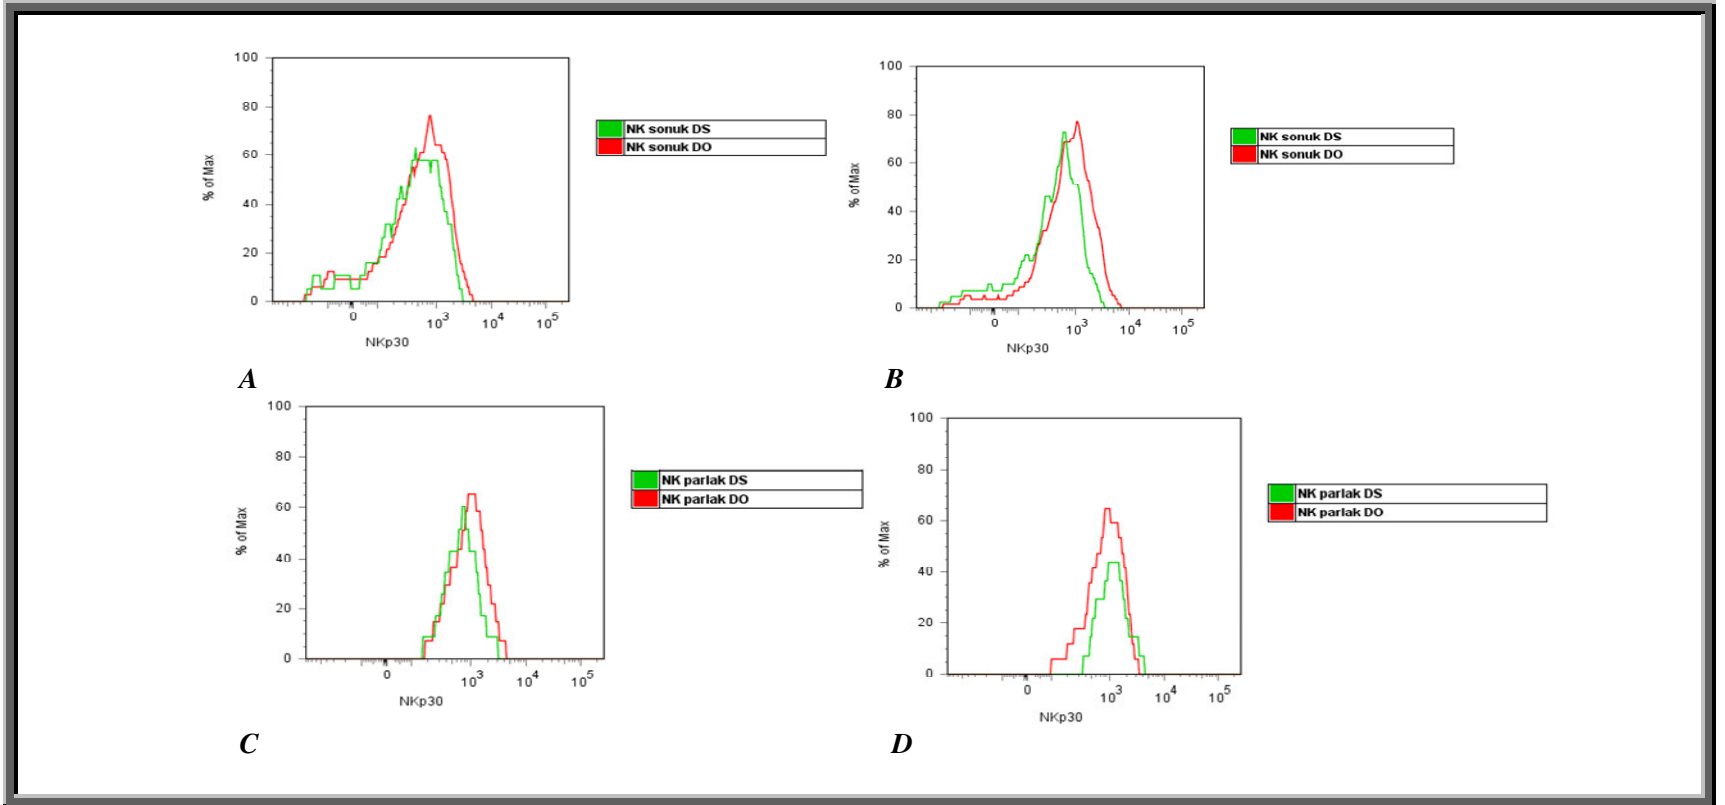 100
80
60
40
20
0
% of Max
0
10³
10⁴
10⁵
NKp30
NK sonuk DS
NK sonuk DO
A
100
80
60
40
20
0
% of Max
0
10³
10⁴
10⁵
NKp30
NK sonuk DS
NK sonuk DO
B
100
80
60
40
20
0
% of Max
0
10³
10⁴
10⁵
NKp30
NK parlak DS
NK parlak DO
C
100
80
60
40
20
0
% of Max
0
10³
10⁴
10⁵
NKp30
NK parlak DS
NK parlak DO
D